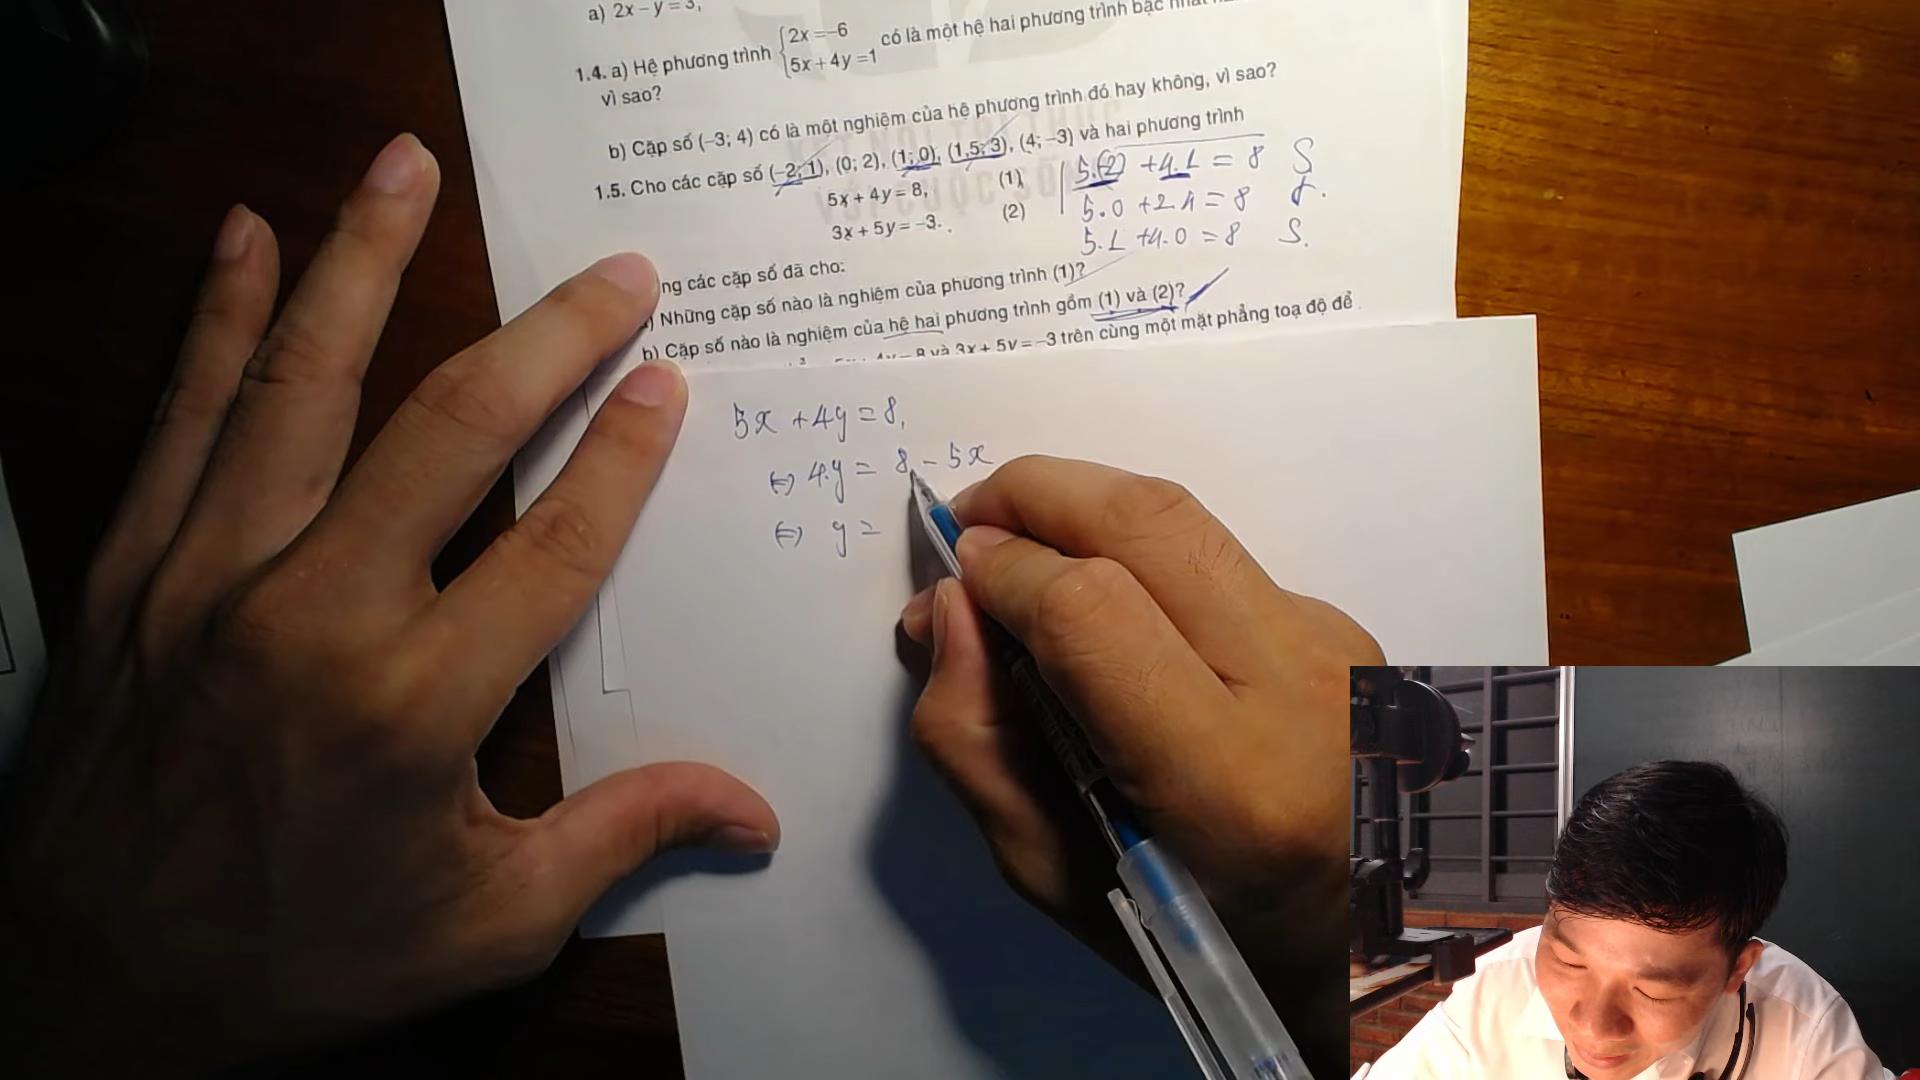 a) 2x – y = 3,
1.4. a) Hệ phương trình {2x = –6
5x + 4y = 1 có là một hệ hai phương trình bậc nhất
vì sao?
b) Cặp số (–3; 4) có là một nghiệm của hệ phương trình đó hay không, vì sao?
1.5. Cho các cặp số (–2; 1), (0; 2), (1; 0), (1,5; 3), (4; –3) và hai phương trình
5x + 4y = 8, (1)
3x + 5y = –3. (2)
5.(2) + 4.1 = 8 S
5.0 + 2.4 = 8 đ.
5.1 + 4.0 = 8 S.
ng các cặp số đã cho:
) Những cặp số nào là nghiệm của phương trình (1)?
b) Cặp số nào là nghiệm của hệ hai phương trình gồm (1) và (2)?
8 và 3x + 5y = –3 trên cùng một mặt phẳng toạ độ để
5x + 4y = 8,
⇔ 4.y = 8 – 5x
⇔ y =